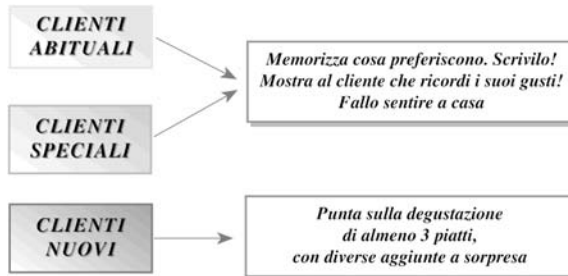 CLIENTI
ABITUALI
Memorizza cosa preferiscono. Scrivilo!
Mostra al cliente che ricordi i suoi gusti!
Fallo sentire a casa
CLIENTI
SPECIALI
CLIENTI
NUOVI
Punta sulla degustazione
di almeno 3 piatti,
con diverse aggiunte a sorpresa